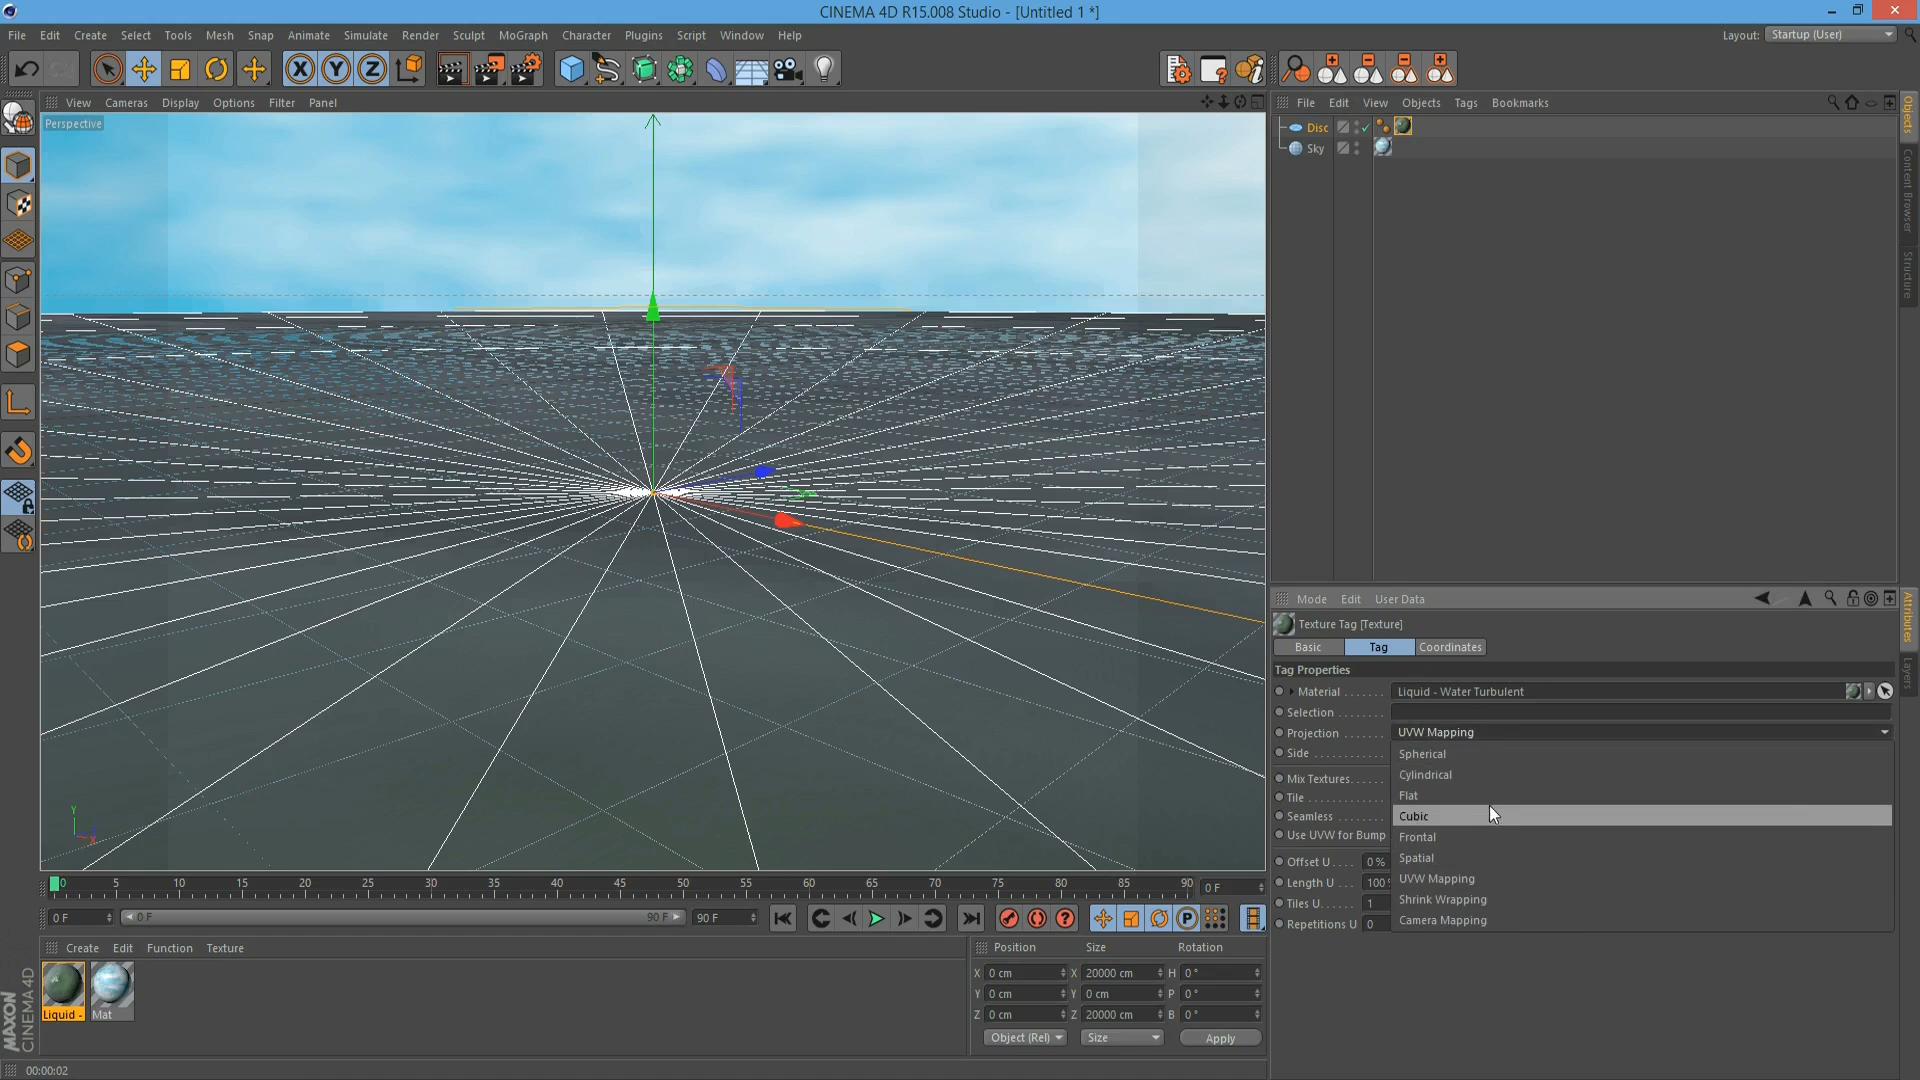 CINEMA 4D R15.008 Studio - [Untitled 1 *]
File Edit Create Select Tools Mesh Snap Animate Simulate Render Sculpt MoGraph Character Plugins Script Window Help
Layout: Startup (User)
View Cameras Display Options Filter Panel
Perspective
File Edit View Objects Tags Bookmarks
Disc
Sky
Objects
Content Browser
Structure
Mode Edit User Data
Texture Tag [Texture]
Basic Tag Coordinates
Tag Properties
Material . . . . . . . Liquid - Water Turbulent
Selection . . . . . . . .
Projection . . . . . . . UVW Mapping
Side . . . . . . . . . . .
Mix Textures. . . . . .
Tile . . . . . . . . . . . .
Seamless . . . . . . . .
Use UVW for Bump
Offset U . . . . 0 %
Length U . . . 100 %
Tiles U. . . . . 1
Repetitions U 0
Spherical
Cylindrical
Flat
Cubic
Frontal
Spatial
UVW Mapping
Shrink Wrapping
Camera Mapping
Attributes
Layers
Y
X
0 5 10 15 20 25 30 35 40 45 50 55 60 65 70 75 80 85 90 0 F
0 F 0 F 90 F 90 F
Create Edit Function Texture
Liquid - Mat
Position Size Rotation
X 0 cm X 20000 cm H 0 °
Y 0 cm Y 0 cm P 0 °
Z 0 cm Z 20000 cm B 0 °
Object (Rel) Size Apply
MAXON
CINEMA 4D
00:00:02